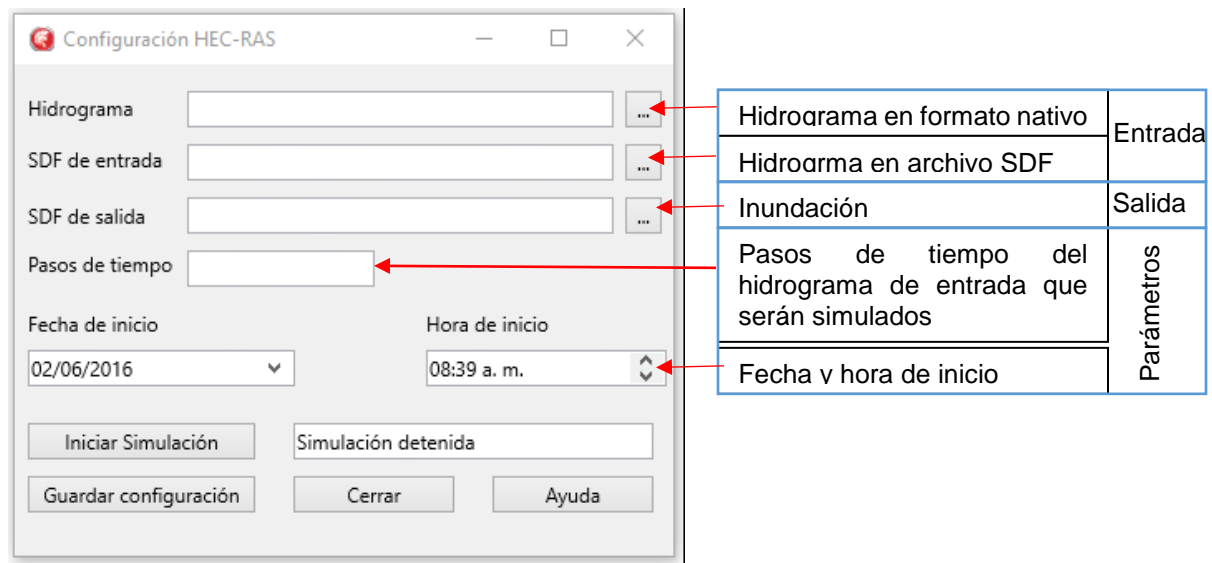 Configuración HEC-RAS
Hidrograma
...
SDF de entrada
...
SDF de salida
...
Pasos de tiempo
Fecha de inicio
Hora de inicio
02/06/2016
08:39 a. m.
Iniciar Simulación
Simulación detenida
Guardar configuración
Cerrar
Ayuda
Hidrograma en formato nativo
Hidrogrma en archivo SDF
Entrada
Inundación
Salida
Pasos de tiempo del
hidrograma de entrada que
serán simulados
Fecha y hora de inicio
Parámetros